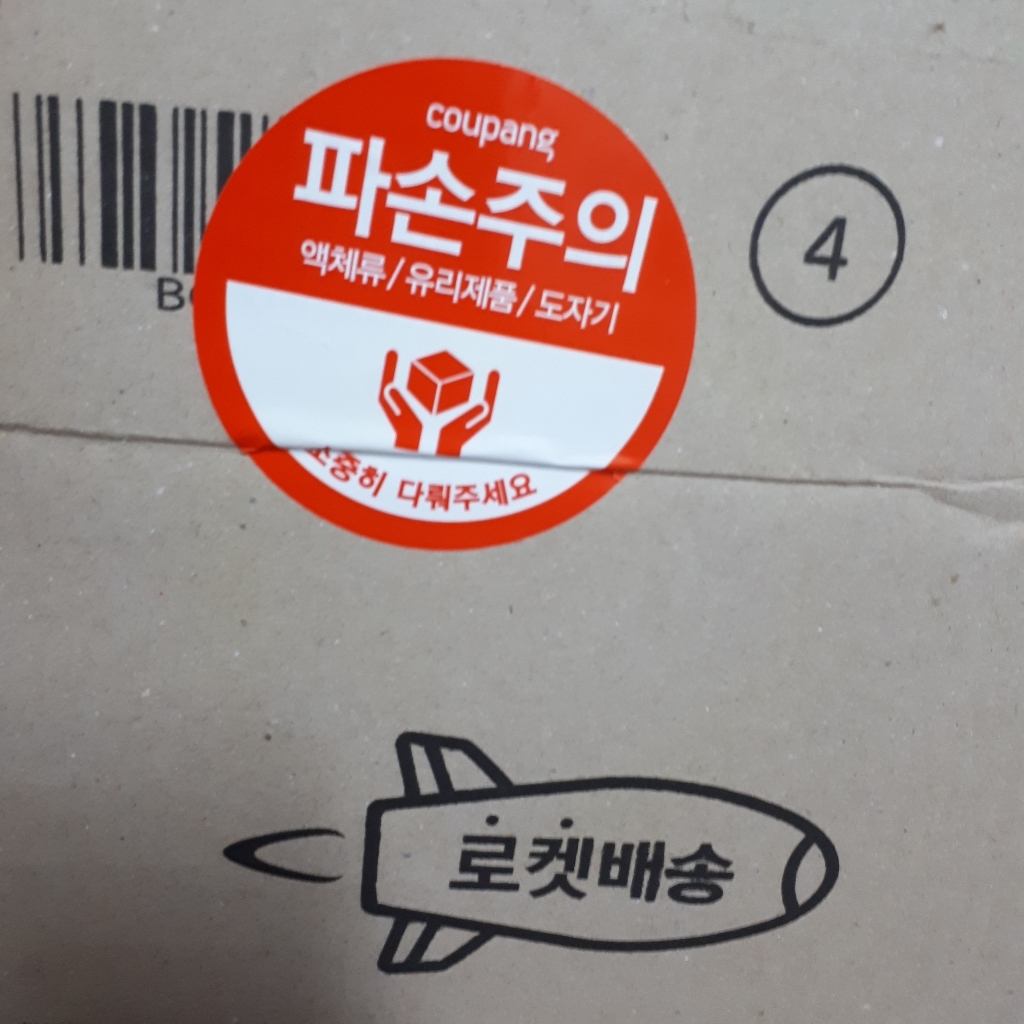 coupang
파손주의
액체류/유리제품/도자기
소중히 다뤄주세요
4
로켓배송